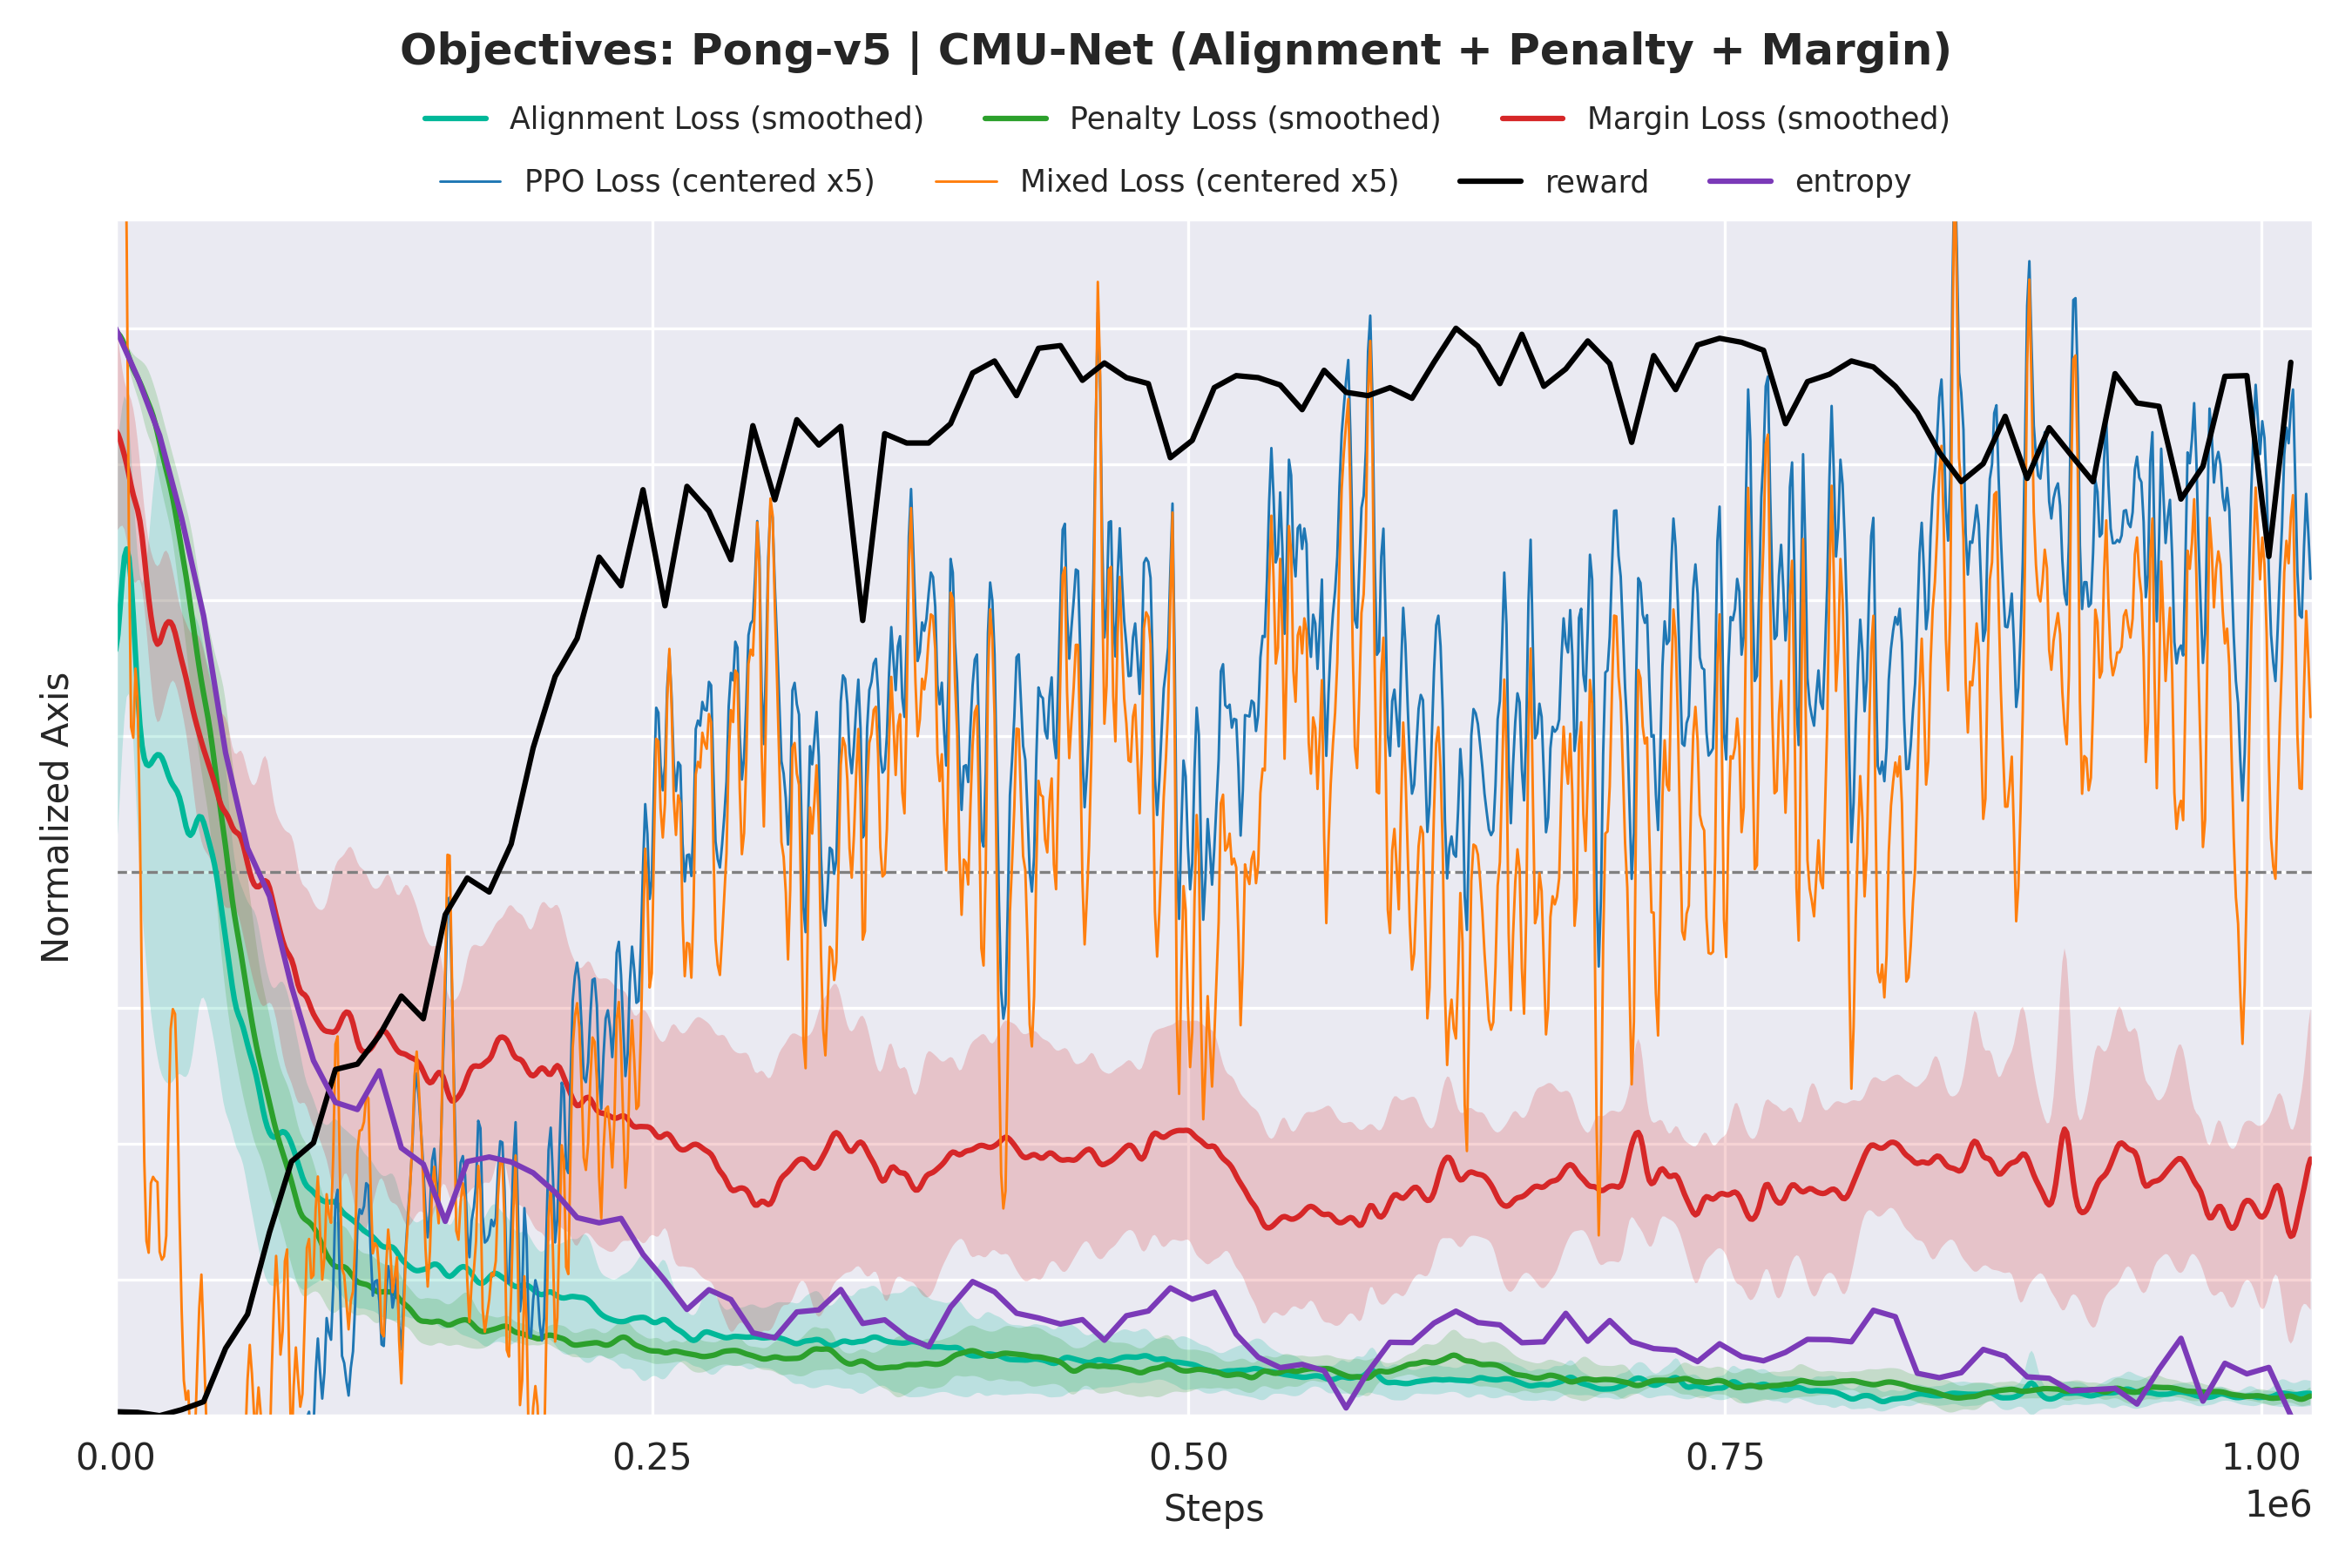 Objectives: Pong-v5 | CMU-Net (Alignment + Penalty + Margin)
Alignment Loss (smoothed) Penalty Loss (smoothed) Margin Loss (smoothed)
PPO Loss (centered x5) Mixed Loss (centered x5) reward entropy
Normalized Axis
0.00 0.25 0.50 0.75 1.00
Steps
1e6